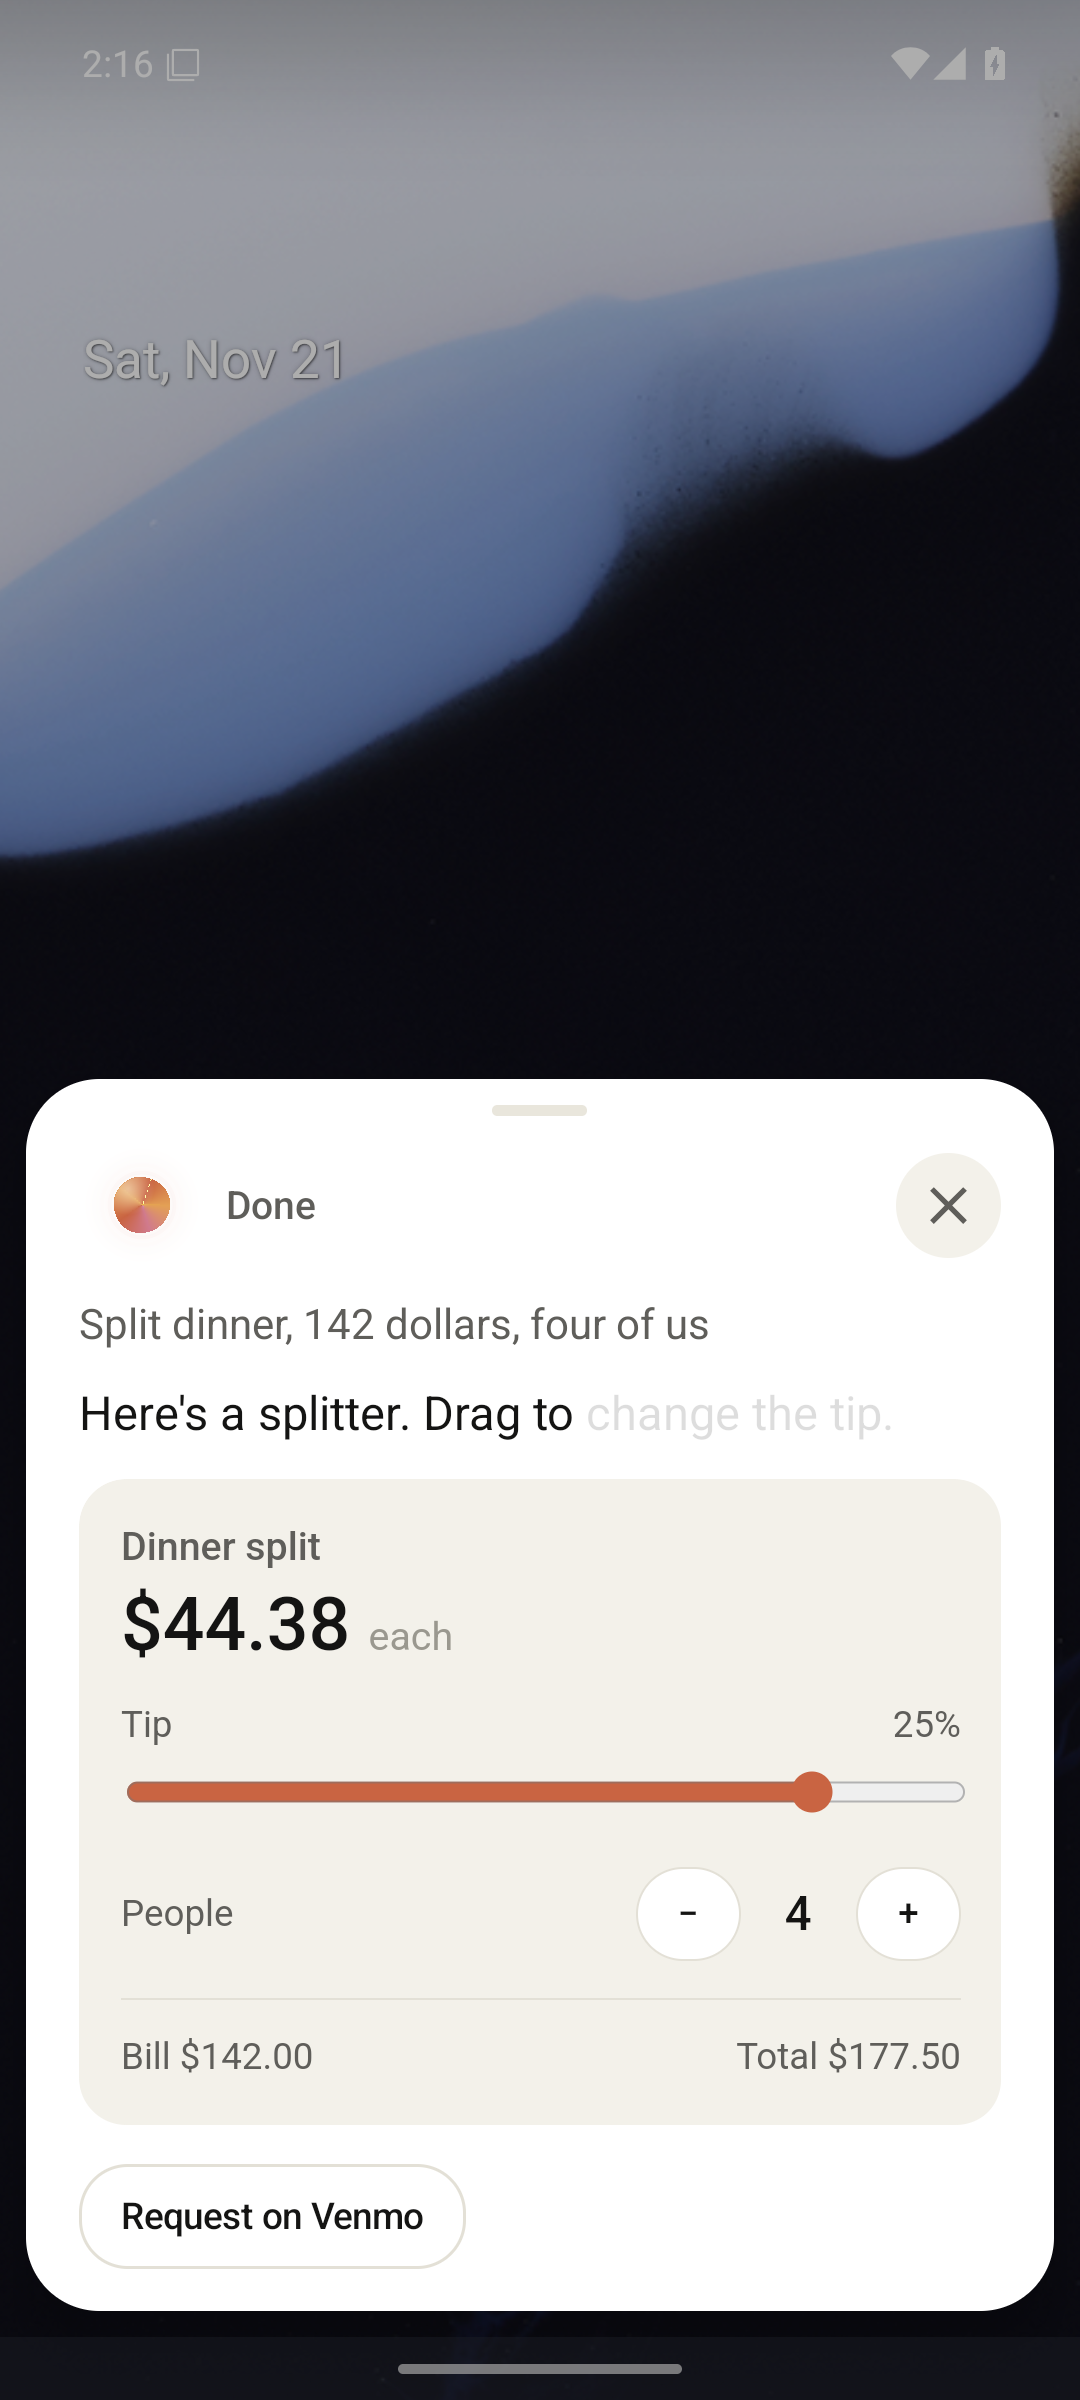 2:16
Sat, Nov 21
Done
Split dinner, 142 dollars, four of us
Here's a splitter. Drag to change the tip.
Dinner split
$44.38 each
Tip 25%
People − 4 +
Bill $142.00 Total $177.50
Request on Venmo